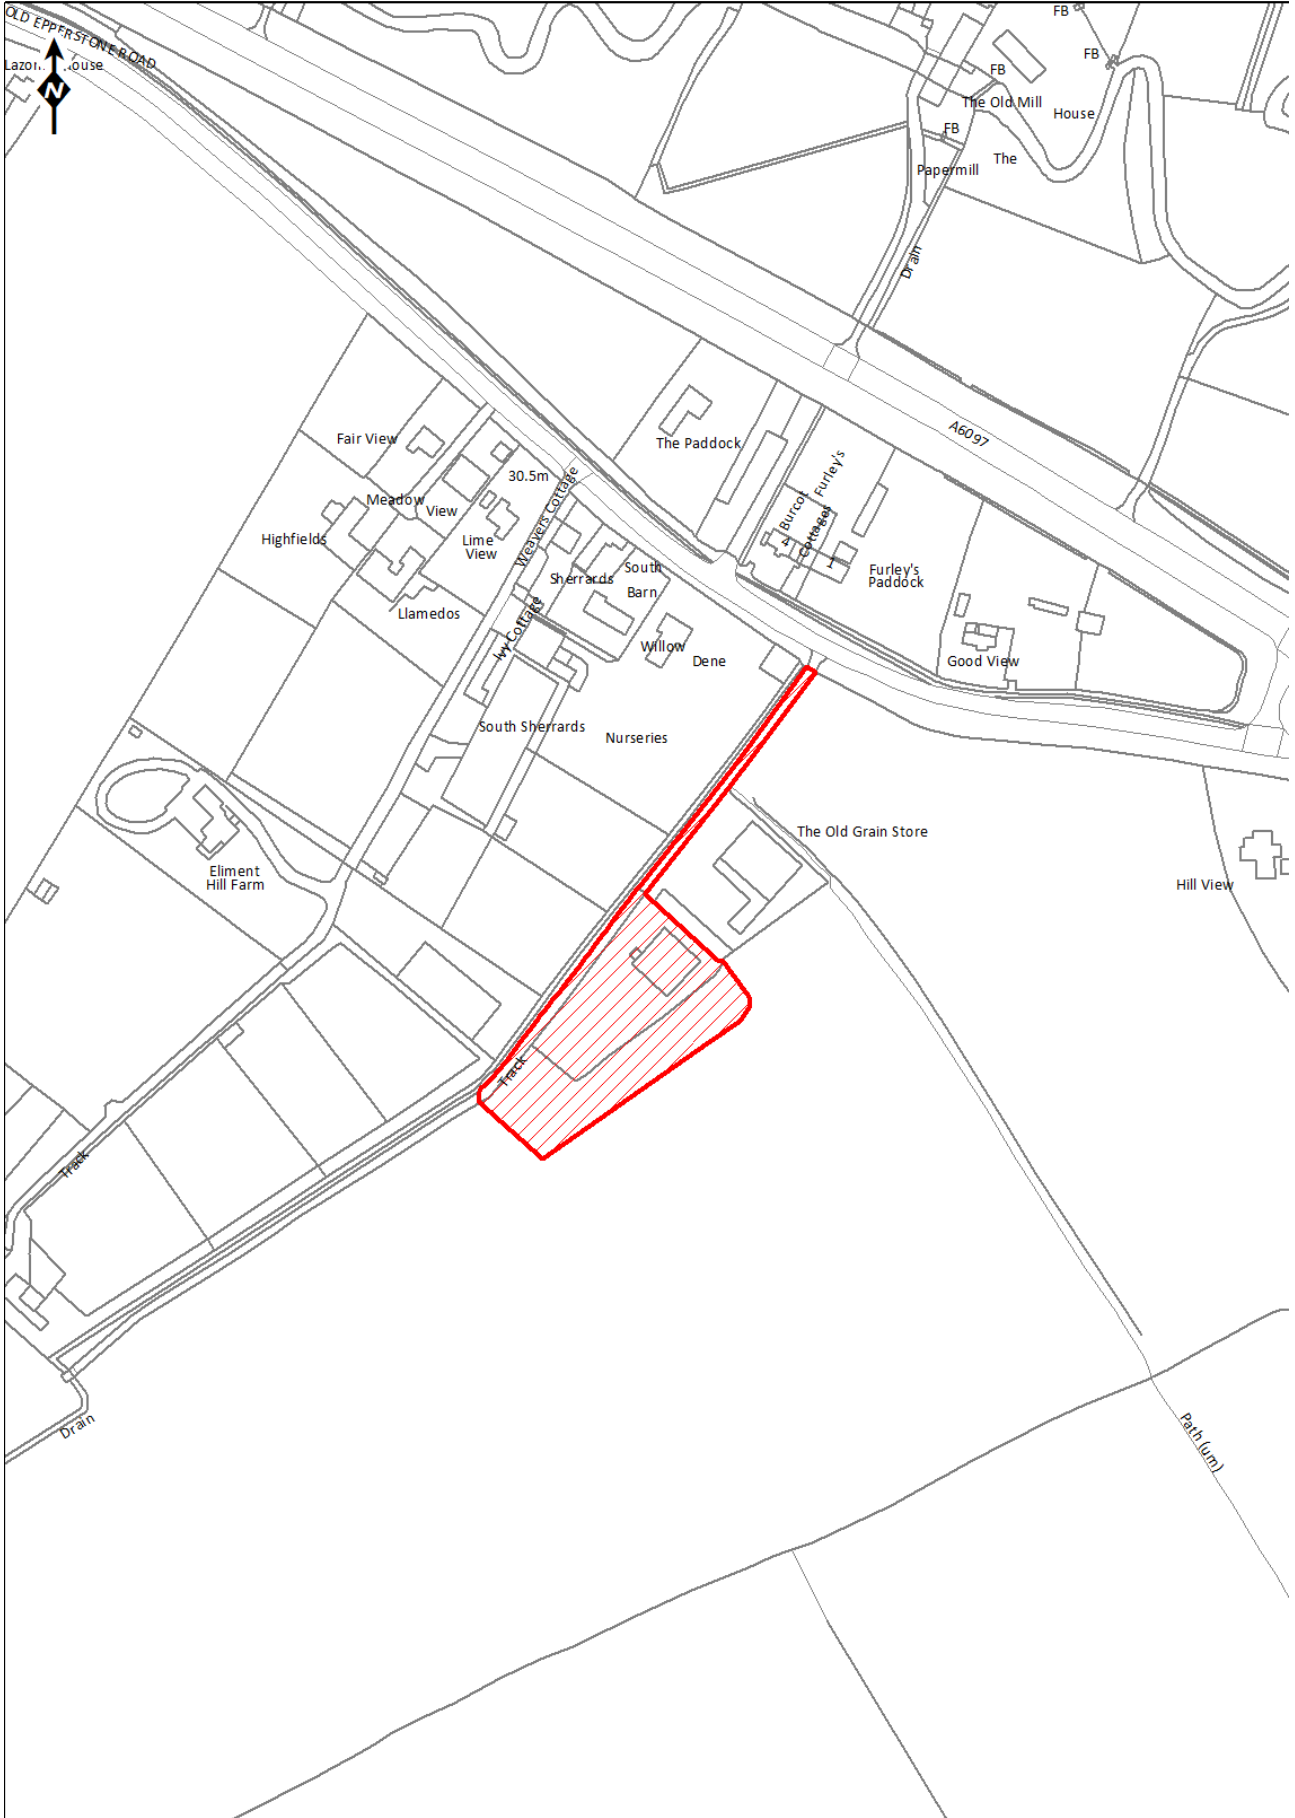 OLD EPPERSTONE ROAD
N
FB
FB
FB
The Old Mill
House
FB
The
Papermill
Drain
A6097
Fair View
The Paddock
Furley's
Burcot
Cottages
4
1
30.5m
Meadow
View
Weavers Cottage
Highfields
Lime
View
South
Barn
Sherrards
Furley's
Paddock
Llamedos
Ivy Cottage
Willow
Dene
Good View
South Sherrards
Nurseries
The Old Grain Store
Eliment
Hill Farm
Hill View
Track
Track
Drain
Path (um)